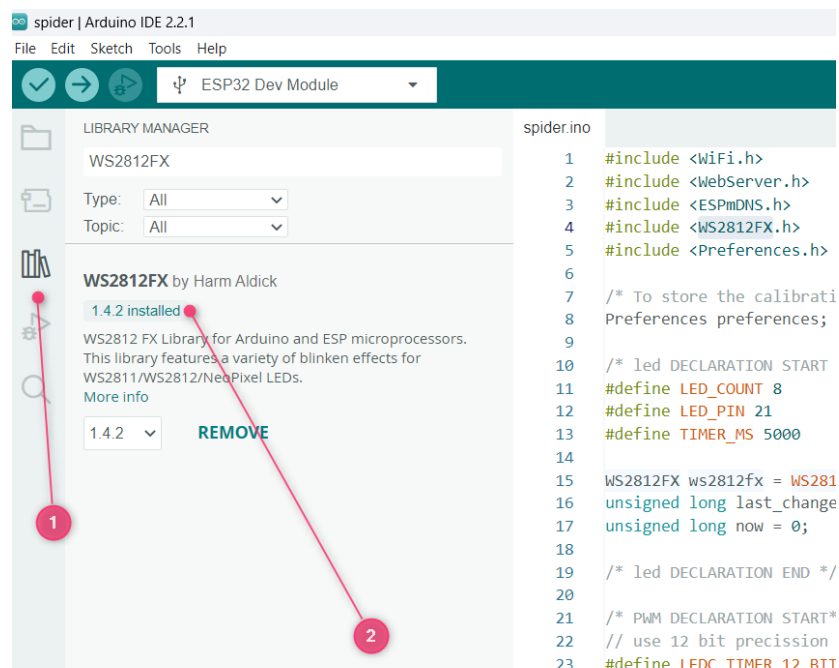 spider | Arduino IDE 2.2.1
File Edit Sketch Tools Help
ESP32 Dev Module
LIBRARY MANAGER
WS2812FX
Type: All
Topic: All
WS2812FX by Harm Aldick
1.4.2 installed
WS2812 FX Library for Arduino and ESP microprocessors.
This library features a variety of blinken effects for
WS2811/WS2812/NeoPixel LEDs.
More info
1.4.2 REMOVE
1
2
spider.ino
1 #include <WiFi.h>
2 #include <WebServer.h>
3 #include <ESPmDNS.h>
4 #include <WS2812FX.h>
5 #include <Preferences.h>
6
7 /* To store the calibrati
8 Preferences preferences;
9
10 /* led DECLARATION START
11 #define LED_COUNT 8
12 #define LED_PIN 21
13 #define TIMER_MS 5000
14
15 WS2812FX ws2812fx = WS281
16 unsigned long last_change
17 unsigned long now = 0;
18
19 /* led DECLARATION END */
20
21 /* PWM DECLARATION START*
22 // use 12 bit precission
23 #define LEDC_TIMER_12_BIT